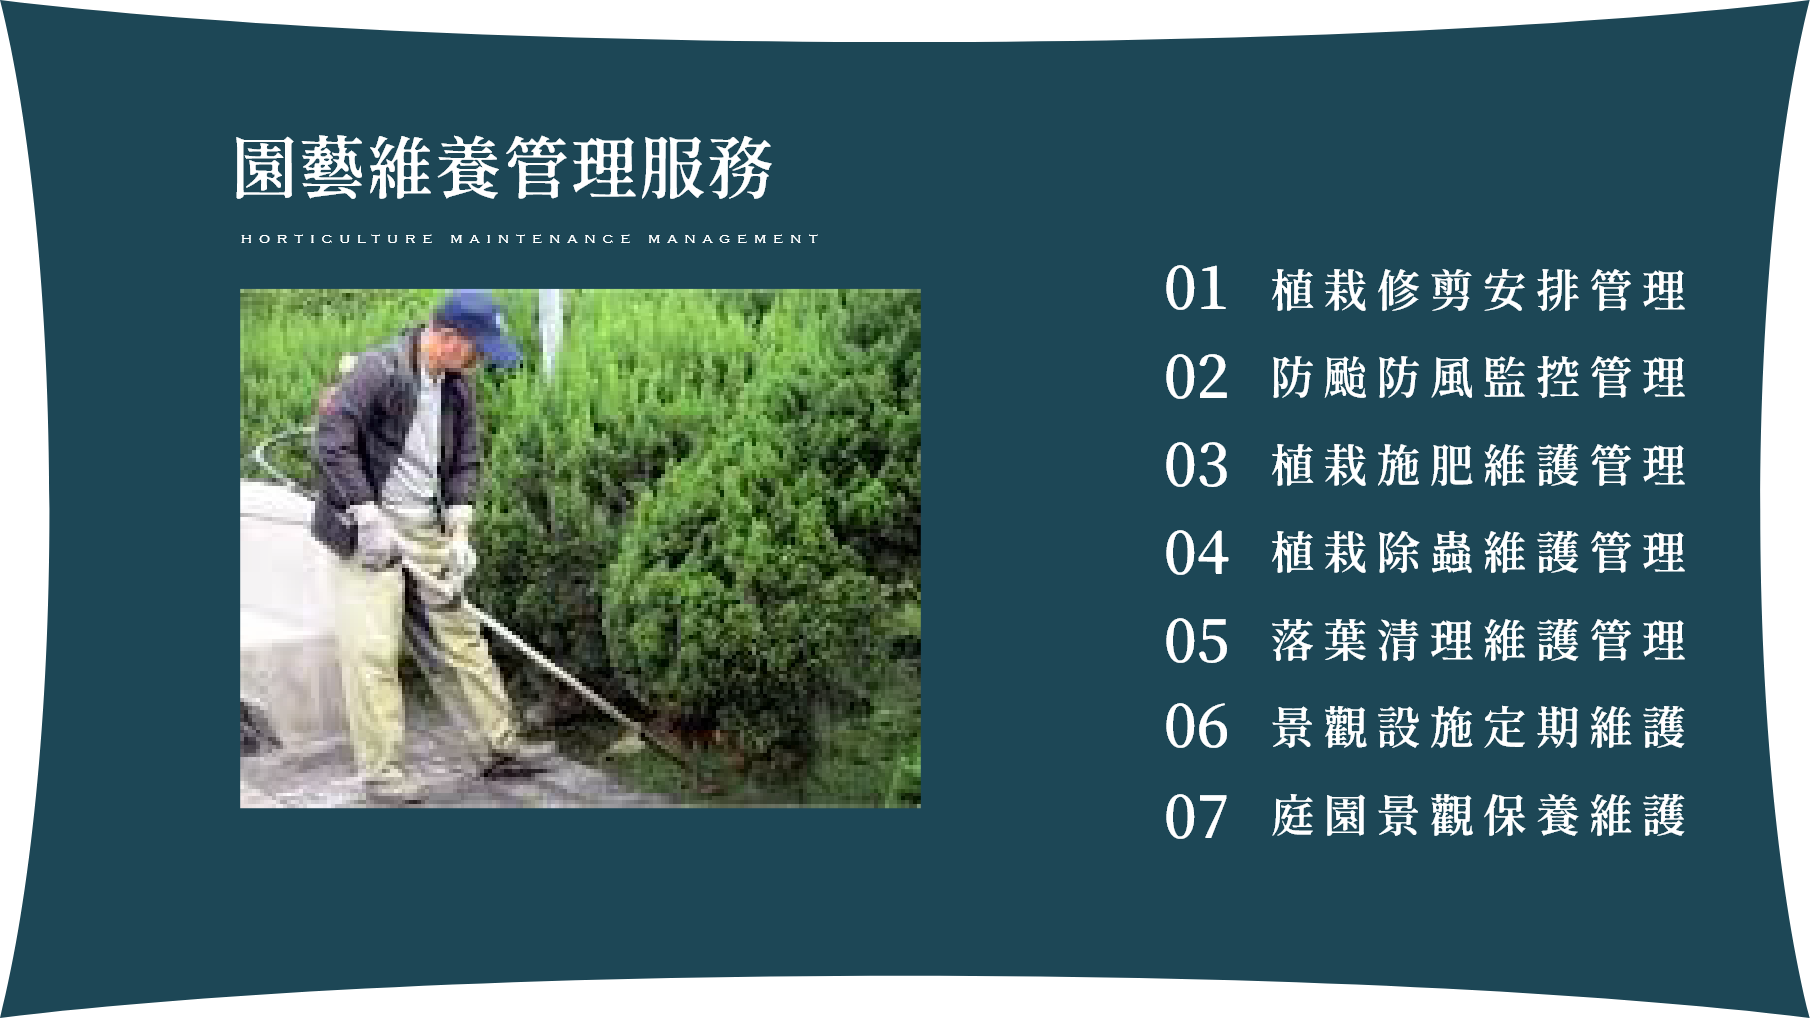 園藝維養管理服務
HORTICULTURE MAINTENANCE MANAGEMENT
01 植栽修剪安排管理
02 防颱防風監控管理
03 植栽施肥維護管理
04 植栽除蟲維護管理
05 落葉清理維護管理
06 景觀設施定期維護
07 庭園景觀保養維護